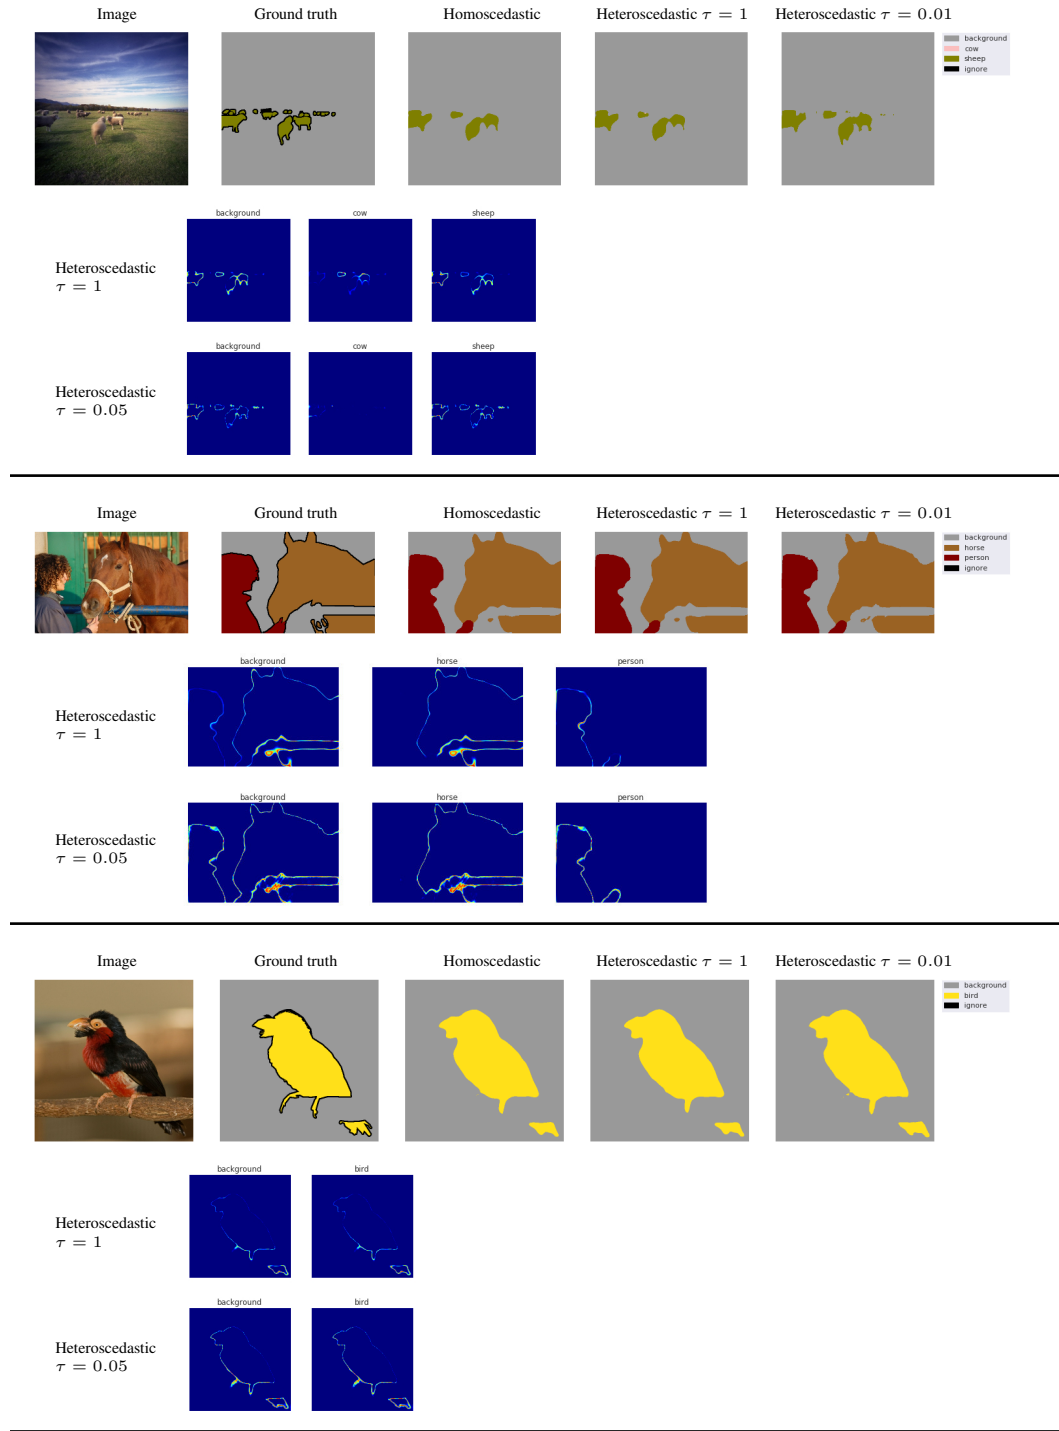 Image Ground truth Homoscedastic Heteroscedastic τ = 1 Heteroscedastic τ = 0.01
background
cow
sheep
ignore
background cow sheep
Heteroscedastic
τ = 1
background cow sheep
Heteroscedastic
τ = 0.05
Image Ground truth Homoscedastic Heteroscedastic τ = 1 Heteroscedastic τ = 0.01
background
horse
person
ignore
background horse person
Heteroscedastic
τ = 1
background horse person
Heteroscedastic
τ = 0.05
Image Ground truth Homoscedastic Heteroscedastic τ = 1 Heteroscedastic τ = 0.01
background
bird
ignore
background bird
Heteroscedastic
τ = 1
background bird
Heteroscedastic
τ = 0.05